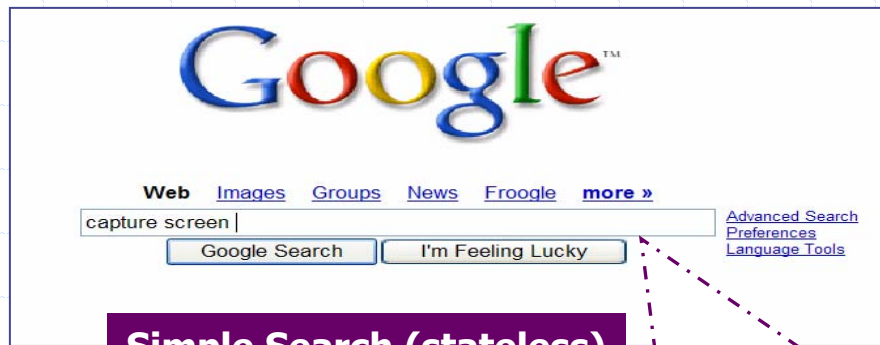 Google™
Web Images Groups News Froogle more »
capture screen
Advanced Search
Preferences
Language Tools
Google Search I'm Feeling Lucky
Simple Search (stateless)